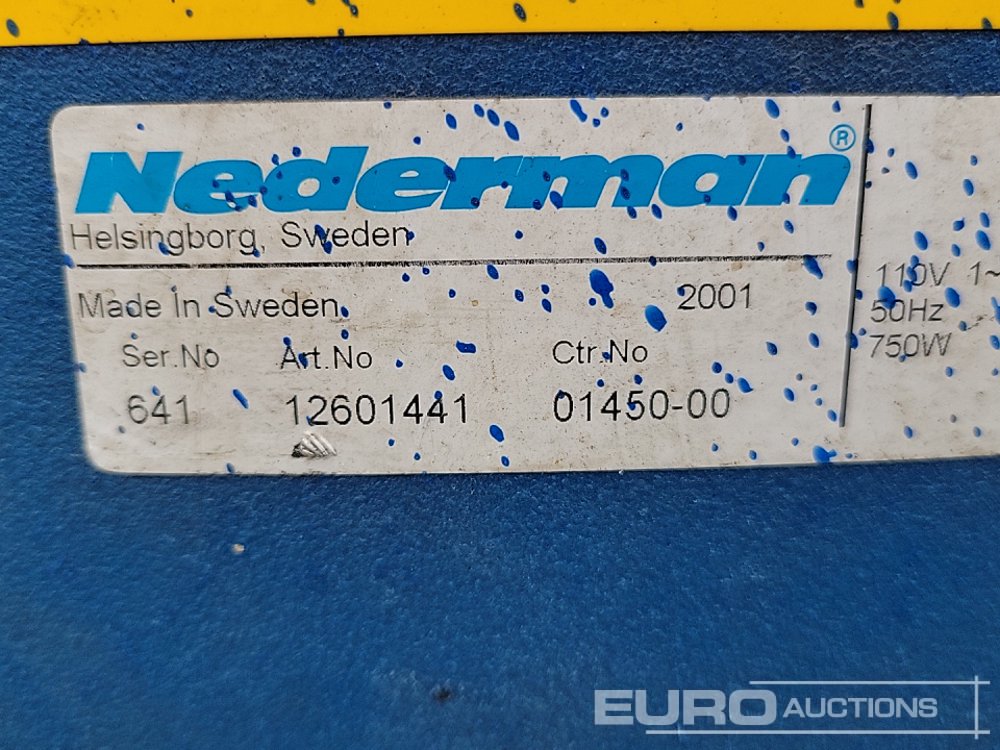 Nederman®
Helsingborg, Sweden
Made In Sweden. 2001
Ser.No Art.No Ctr.No
641 12601441 01450-00
110V 1~
50Hz
750W
EURO AUCTIONS